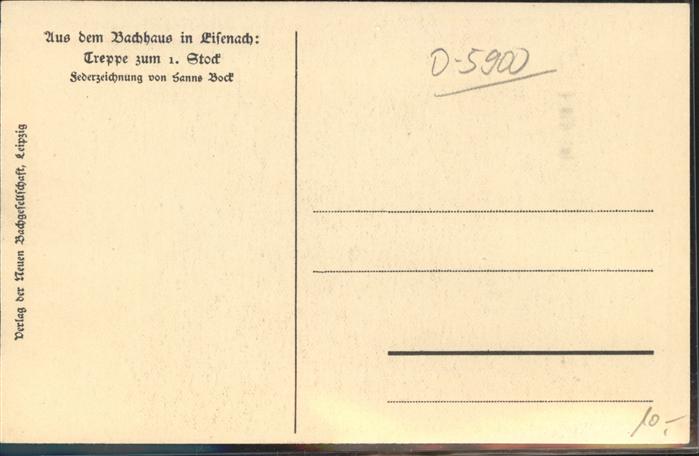 Aus dem Bachhaus in Eisenach:
Treppe zum 1. Stock
Federzeichnung von Hanns Bock
Verlag der Neuen Bachgesellschaft, Leipzig
D-5900
10,-